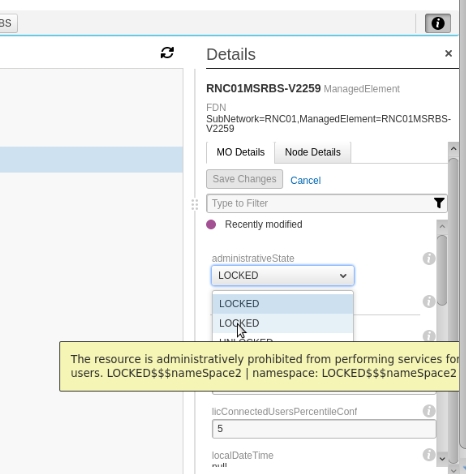 BS
Details
RNC01MSRBS-V2259 ManagedElement
FDN
SubNetwork=RNC01,ManagedElement=RNC01MSRBS-
V2259
MO Details
Node Details
Save Changes
Cancel
Type to Filter
Recently modified
administrativeState
LOCKED
LOCKED
LOCKED
UNLOCKED
The resource is administratively prohibited from performing services for
users. LOCKED$$$nameSpace2 | namespace: LOCKED$$$nameSpace2
licConnectedUsersPercentileConf
5
localDateTime
null